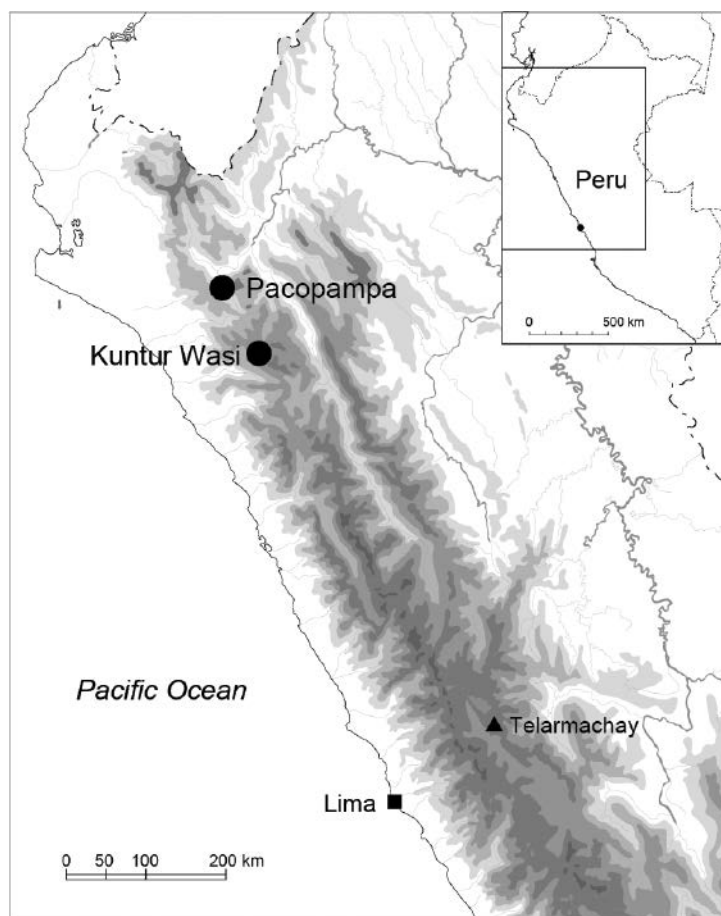 Peru
0 500 km
Pacopampa
Kuntur Wasi
Pacific Ocean
Telarmachay
Lima
0 50 100 200 km